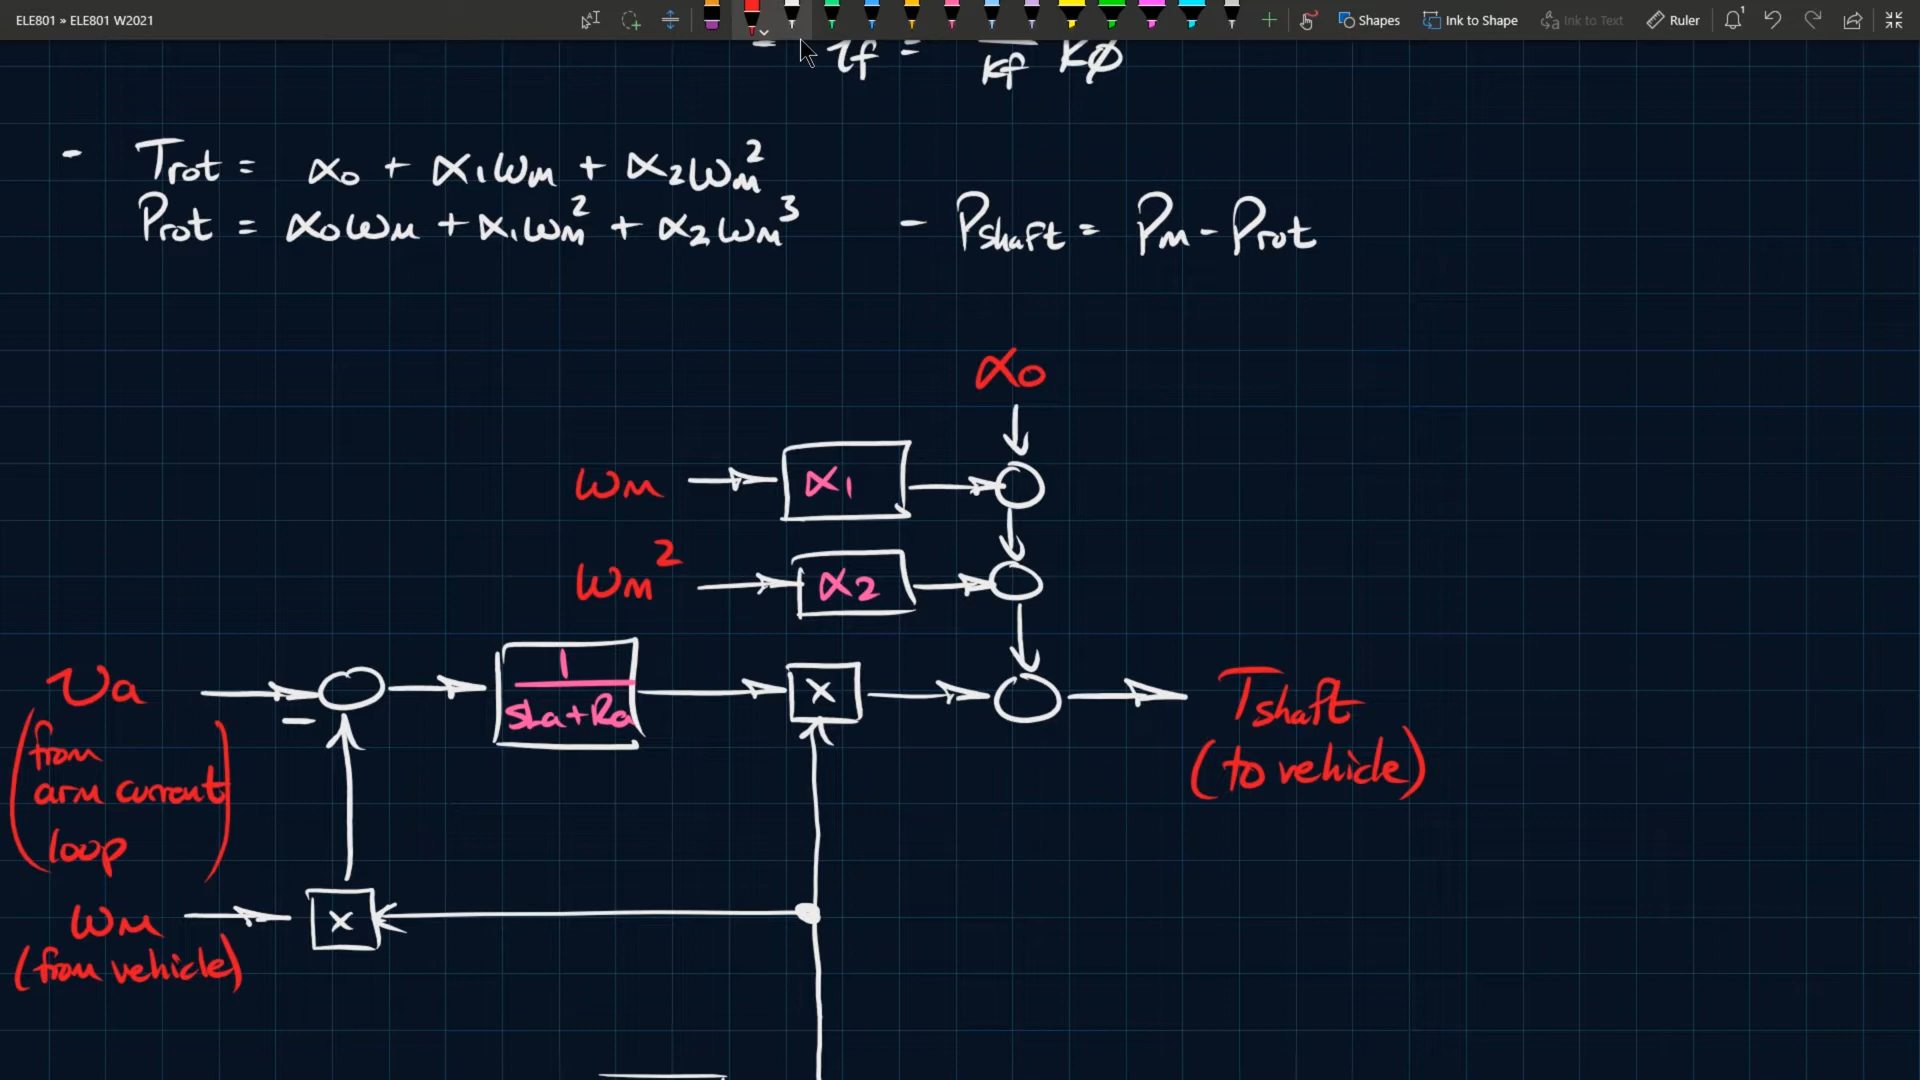 ELE801 » ELE801 W2021
Shapes
Ink to Shape
Ink to Text
Ruler
= τf = kf kϕ
- Trot = α0 + α1ωm + α2ωm²
Prot = α0ωm + α1ωm² + α2ωm³
- Pshaft = Pm - Prot
α0
ωm α1
ωm² α2
va
(from arm current loop)
1
sLa+Ra
x
Tshaft
(to vehicle)
ωm
(from vehicle)
x